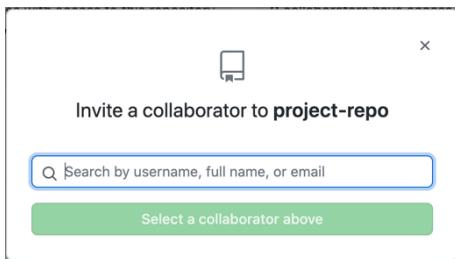 Invite a collaborator to project-repo
Search by username, full name, or email
Select a collaborator above